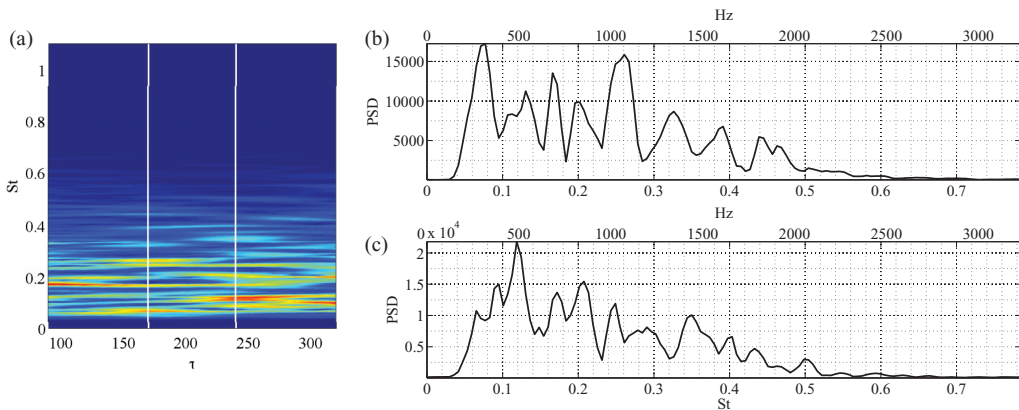 (a)
St
1
0.8
0.6
0.4
0.2
0
100 150 200 250 300
τ
(b)
Hz
0 500 1000 1500 2000 2500 3000
PSD
15000
10000
5000
0 0.1 0.2 0.3 0.4 0.5 0.6 0.7
(c)
Hz
0 x 10⁴ 500 1000 1500 2000 2500 3000
PSD
2
1.5
1
0.5
0 0.1 0.2 0.3 0.4 0.5 0.6 0.7
St